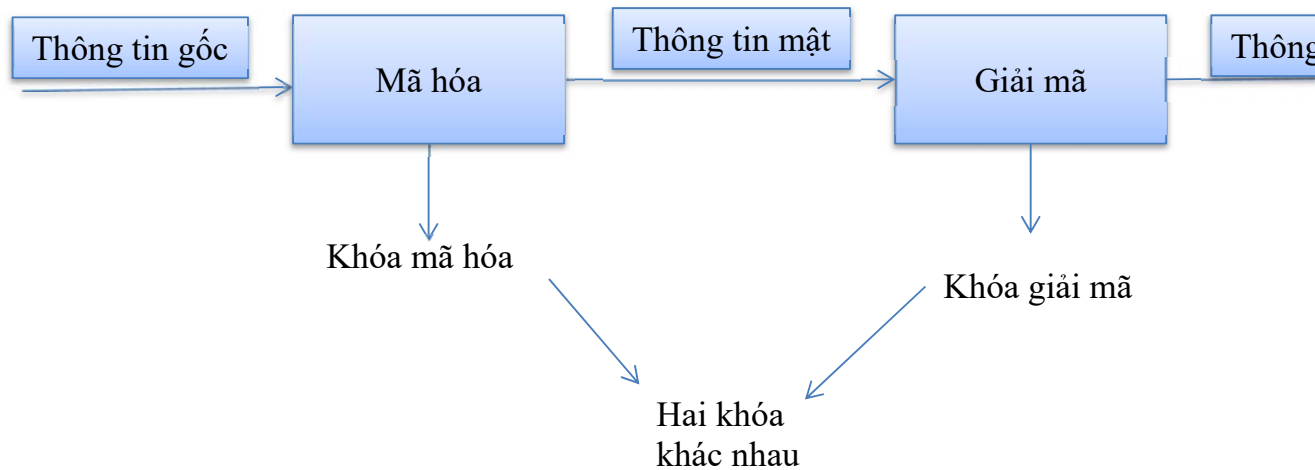 Thông tin gốc
Mã hóa
Thông tin mật
Giải mã
Thông
Khóa mã hóa
Khóa giải mã
Hai khóa
khác nhau